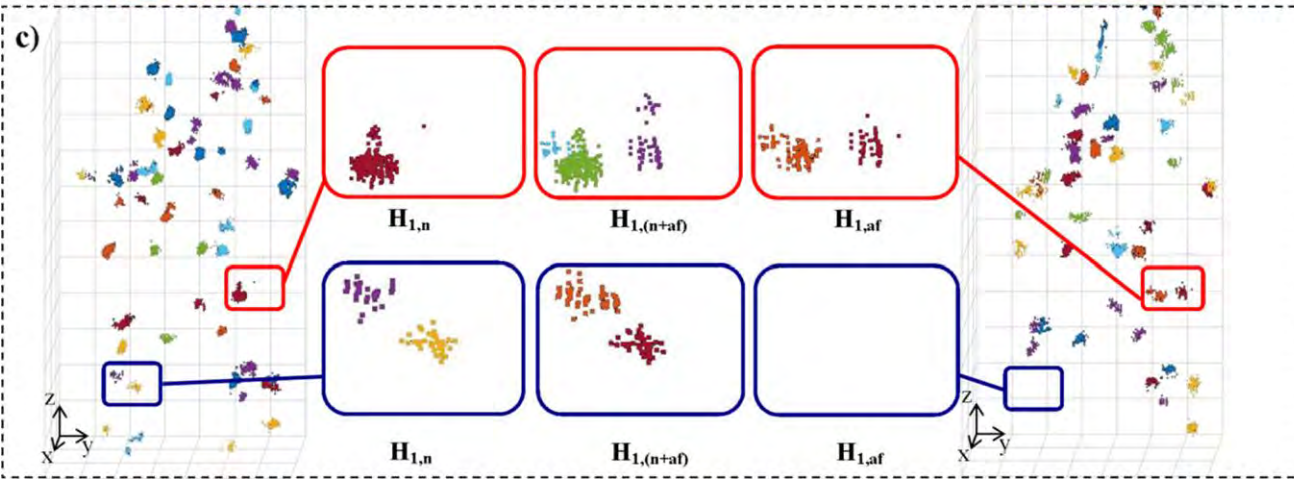 c)
H1,n
H1,(n+af)
H1,af
H1,n
H1,(n+af)
H1,af
z
y
x
z
y
x